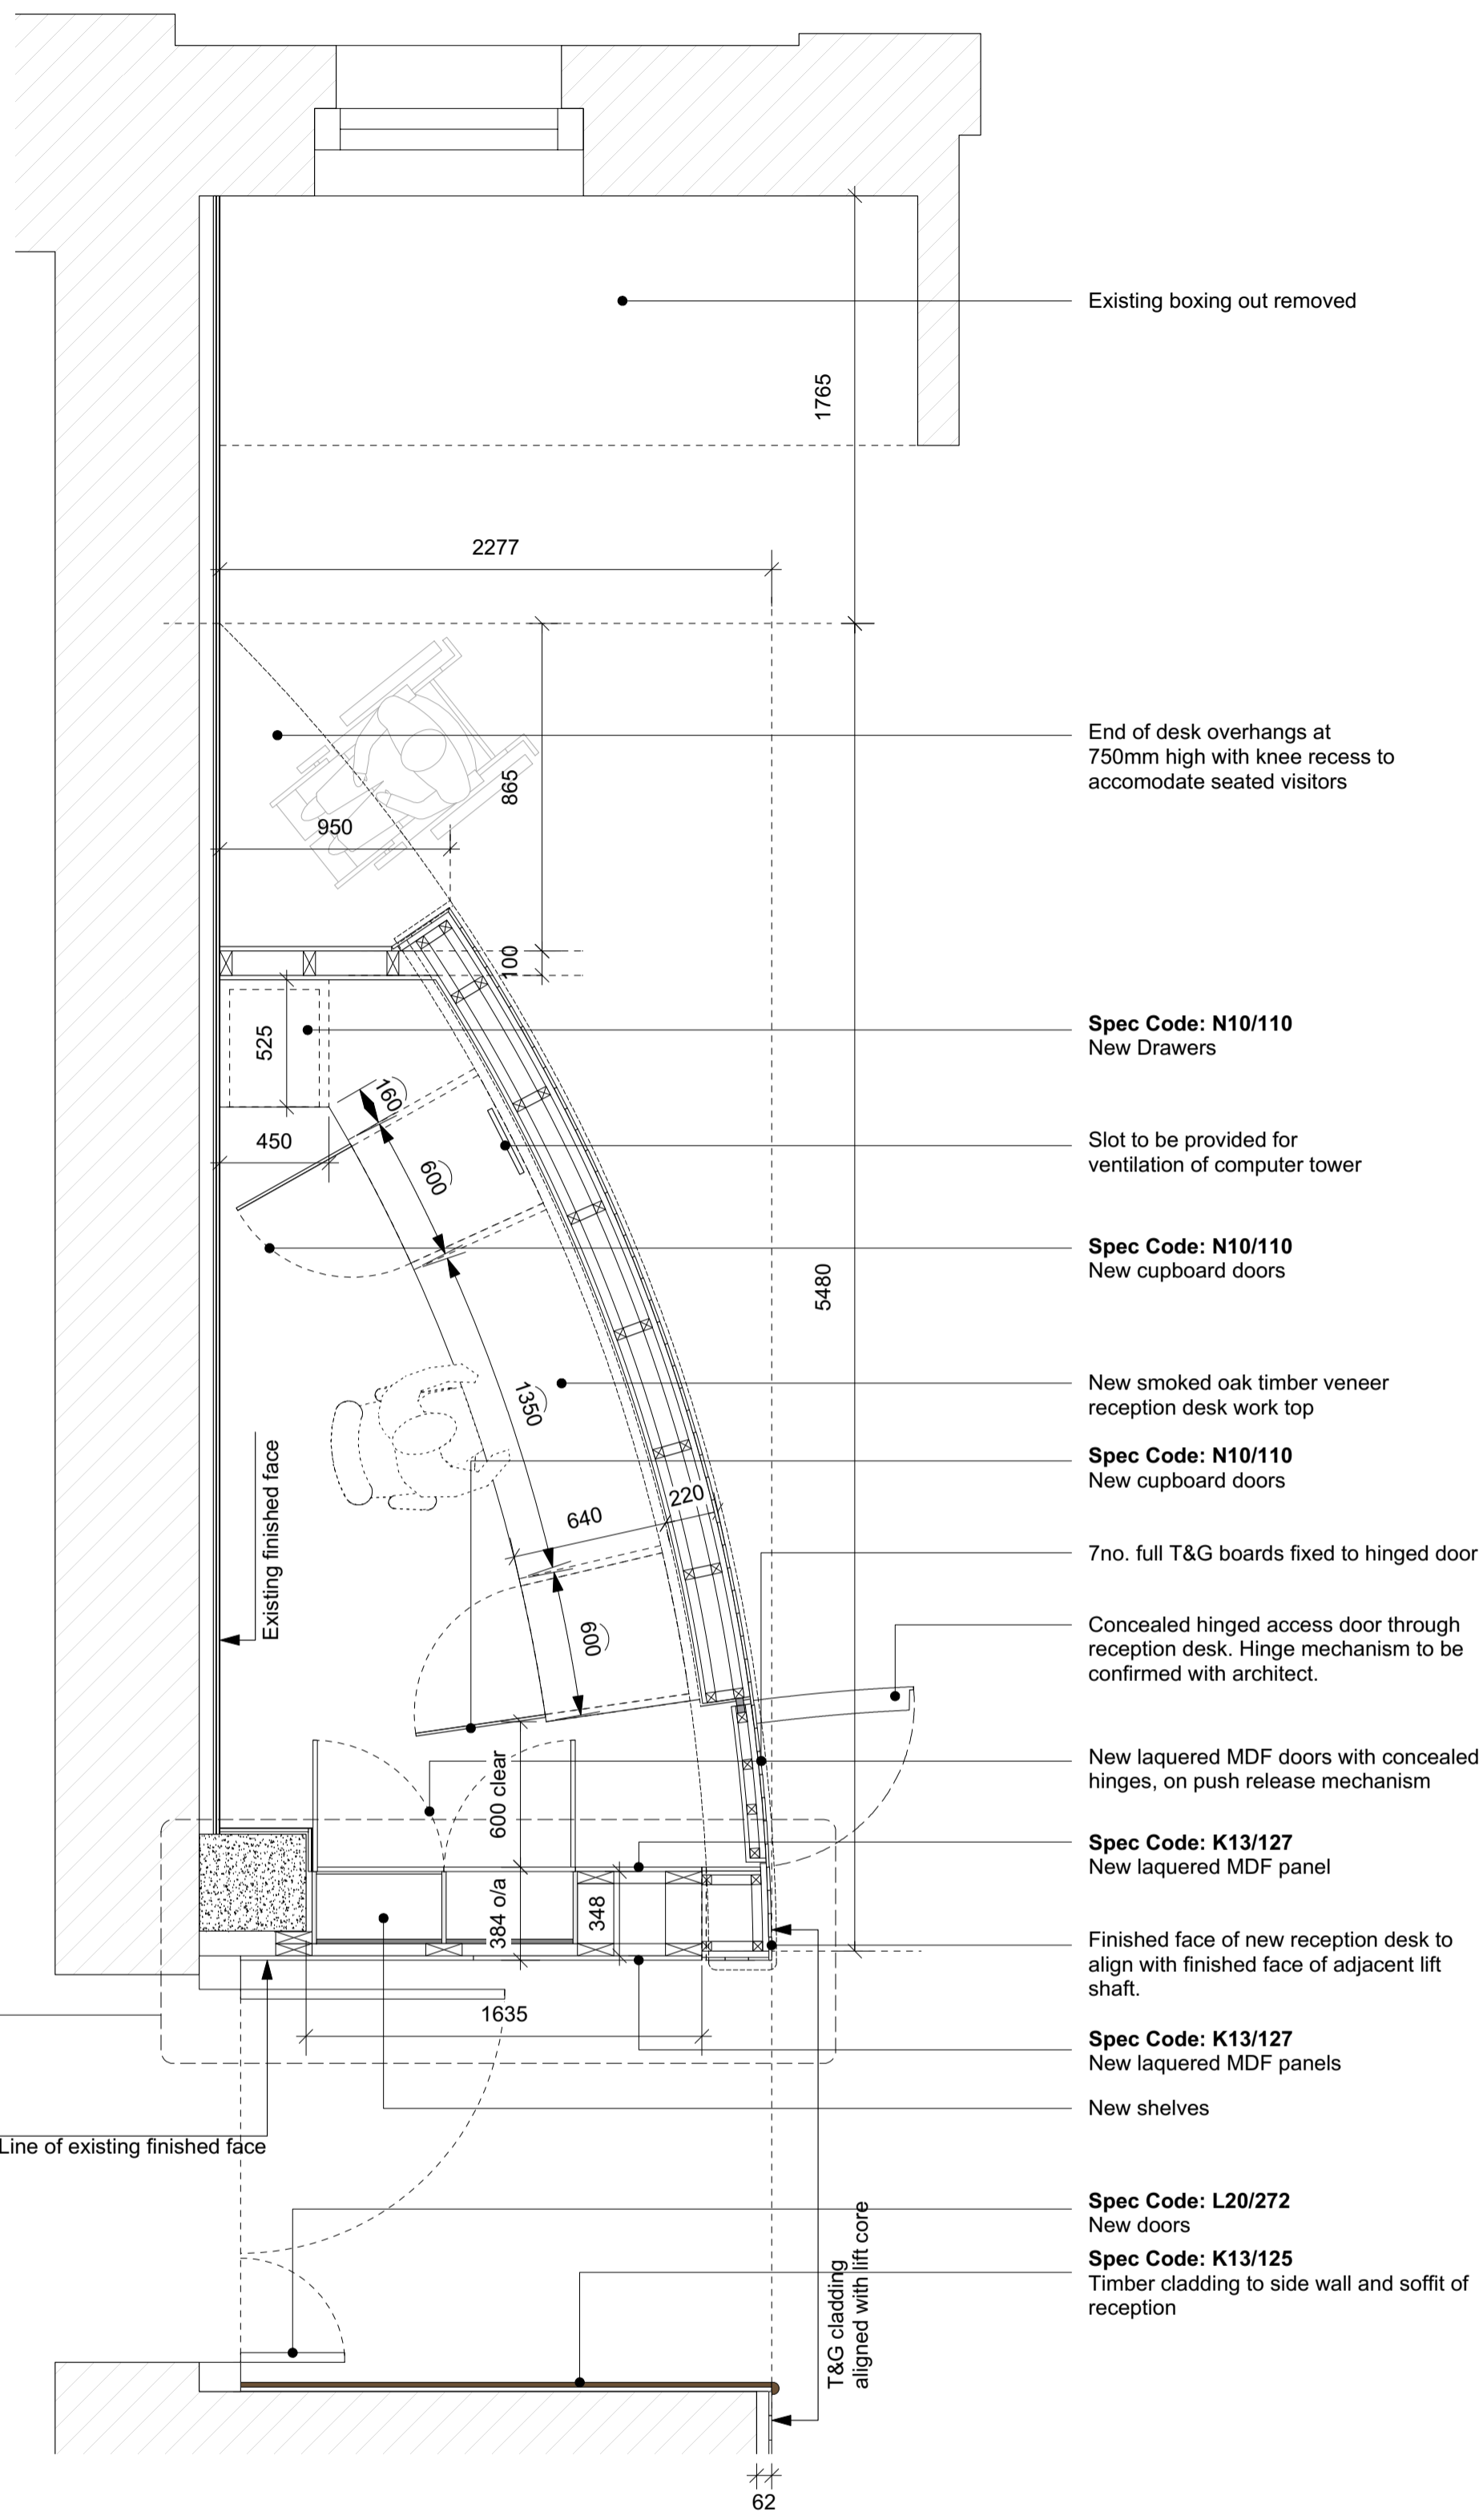 Existing boxing out removed
1765
2277
End of desk overhangs at
750mm high with knee recess to
accomodate seated visitors
865
950
100
Spec Code: N10/110
New Drawers
525
160
450
600
Slot to be provided for
ventilation of computer tower
Spec Code: N10/110
New cupboard doors
5480
1350
New smoked oak timber veneer
reception desk work top
Spec Code: N10/110
New cupboard doors
Existing finished face
220
640
7no. full T&G boards fixed to hinged door
600
Concealed hinged access door through
reception desk. Hinge mechanism to be
confirmed with architect.
600 clear
New laquered MDF doors with concealed
hinges, on push release mechanism
Spec Code: K13/127
New laquered MDF panel
384 o/a
348
Finished face of new reception desk to
align with finished face of adjacent lift
shaft.
1635
Spec Code: K13/127
New laquered MDF panels
New shelves
Line of existing finished face
Spec Code: L20/272
New doors
Spec Code: K13/125
Timber cladding to side wall and soffit of
reception
T&G cladding
aligned with lift core
62